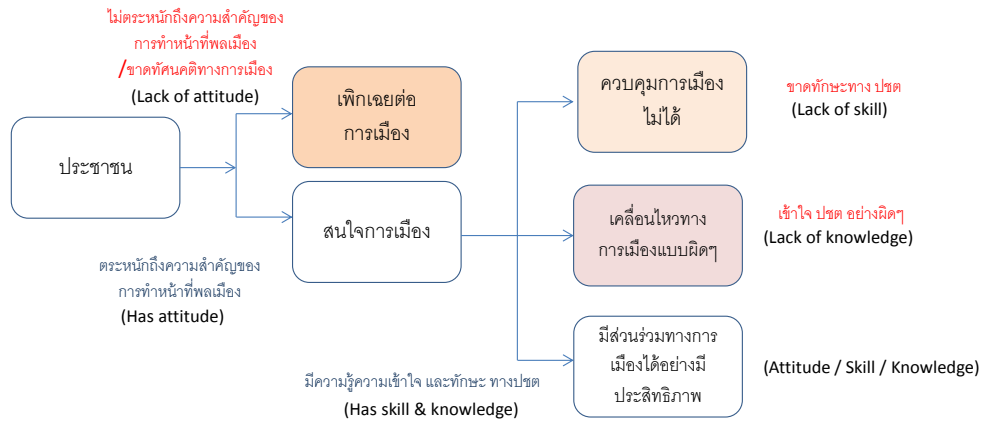 ไม่ตระหนักถึงความสำคัญของ
การทำหน้าที่พลเมือง
/ขาดทัศนคติทางการเมือง
(Lack of attitude)
ประชาชน
เพิกเฉยต่อ
การเมือง
สนใจการเมือง
ตระหนักถึงความสำคัญของ
การทำหน้าที่พลเมือง
(Has attitude)
ควบคุมการเมือง
ไม่ได้
ขาดทักษะทาง ปชต
(Lack of skill)
เคลื่อนไหวทาง
การเมืองแบบผิดๆ
เข้าใจ ปชต อย่างผิดๆ
(Lack of knowledge)
มีส่วนร่วมทางการ
เมืองได้อย่างมี
ประสิทธิภาพ
(Attitude / Skill / Knowledge)
มีความรู้ความเข้าใจ และทักษะ ทางปชต
(Has skill & knowledge)